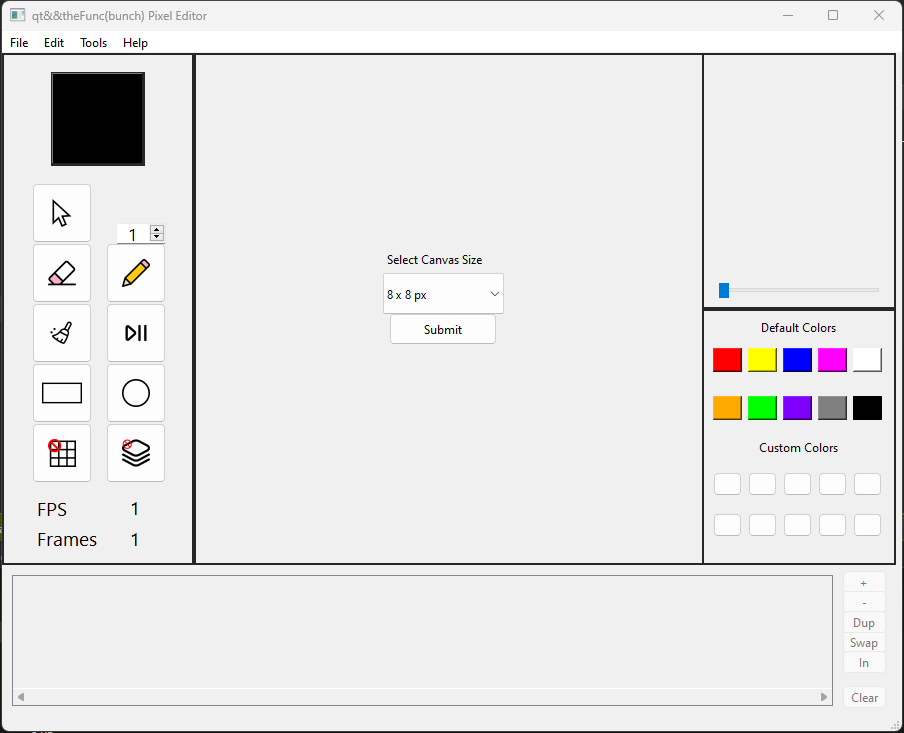 qt&&theFunc(bunch) Pixel Editor
File Edit Tools Help
1
Select Canvas Size
8 x 8 px
Submit
Default Colors
Custom Colors
FPS 1
Frames 1
+
-
Dup
Swap
In
Clear